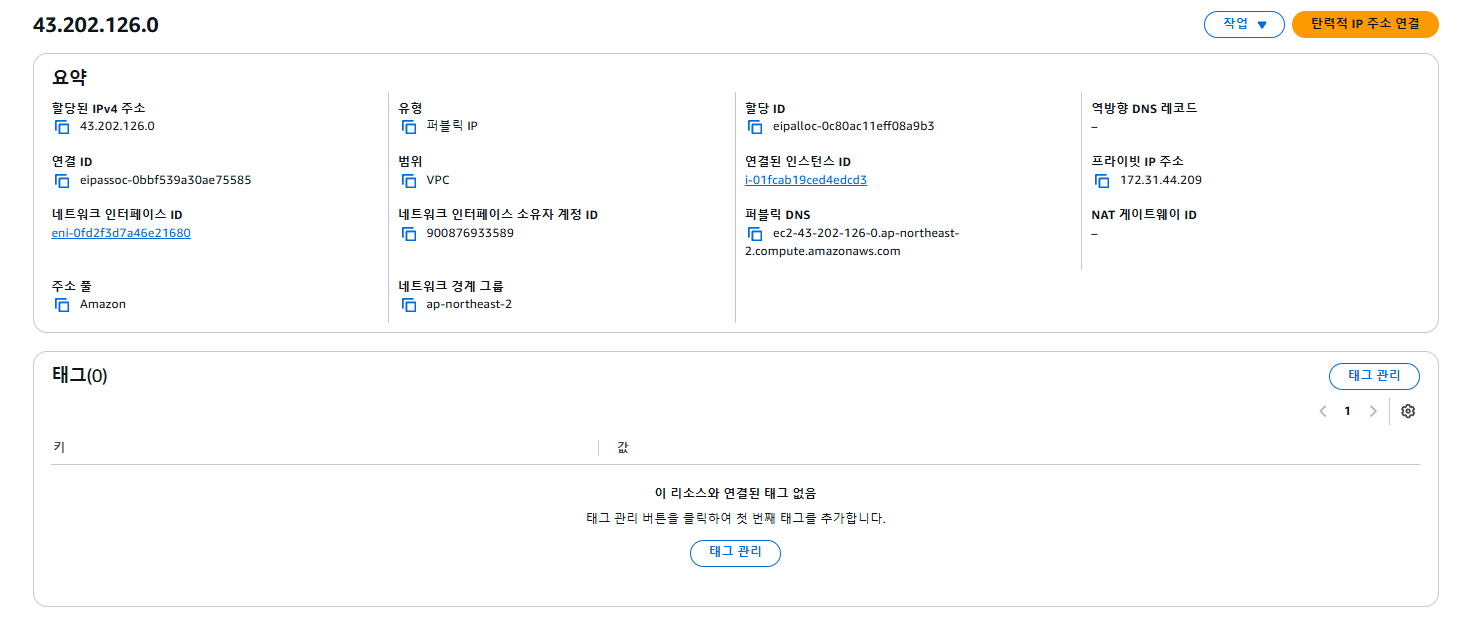 43.202.126.0
작업
탄력적 IP 주소 연결
요약
할당된 IPv4 주소
43.202.126.0
유형
퍼블릭 IP
할당 ID
eipalloc-0c80ac11eff08a9b3
역방향 DNS 레코드
–
연결 ID
eipassoc-0bbf539a30ae75585
범위
VPC
연결된 인스턴스 ID
i-01fcab19ced4edcd3
프라이빗 IP 주소
172.31.44.209
네트워크 인터페이스 ID
eni-0fd2f3d7a46e21680
네트워크 인터페이스 소유자 계정 ID
900876933589
퍼블릭 DNS
ec2-43-202-126-0.ap-northeast-
2.compute.amazonaws.com
NAT 게이트웨이 ID
–
주소 풀
Amazon
네트워크 경계 그룹
ap-northeast-2
태그(0)
태그 관리
1
키
값
이 리소스와 연결된 태그 없음
태그 관리 버튼을 클릭하여 첫 번째 태그를 추가합니다.
태그 관리